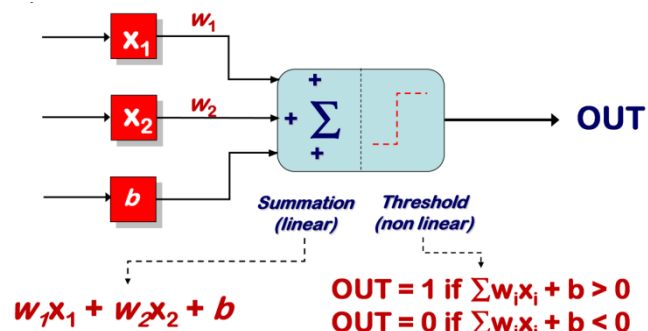 w₁
x₁
+
w₂
x₂
+ Σ
OUT
+
b
Summation
(linear)
Threshold
(non linear)
w₁x₁ + w₂x₂ + b
OUT = 1 if ∑wᵢxᵢ + b > 0
OUT = 0 if ∑wᵢxᵢ + b < 0